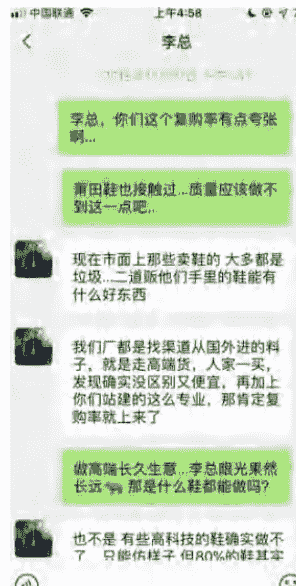 中国联通
上午4:58
李总
李总，你们这个复购率有点夸张
啊...
莆田鞋也接触过...质量应该做不
到这一点吧..
现在市面上那些卖鞋的 大多都是
垃圾...二道贩他们手里的鞋能有
什么好东西
我们厂都是找渠道从国外进的料
子，就是走高端货，人家一买，
发现确实没区别又便宜，再加上
你们站建的这么专业，那肯定复
购率就上来了
做高端长久生意...李总眼光果然
长远 那是什么鞋都能做吗？
也不是 有些高科技的鞋确实做不
了 只能仿样子 但80%的鞋其实